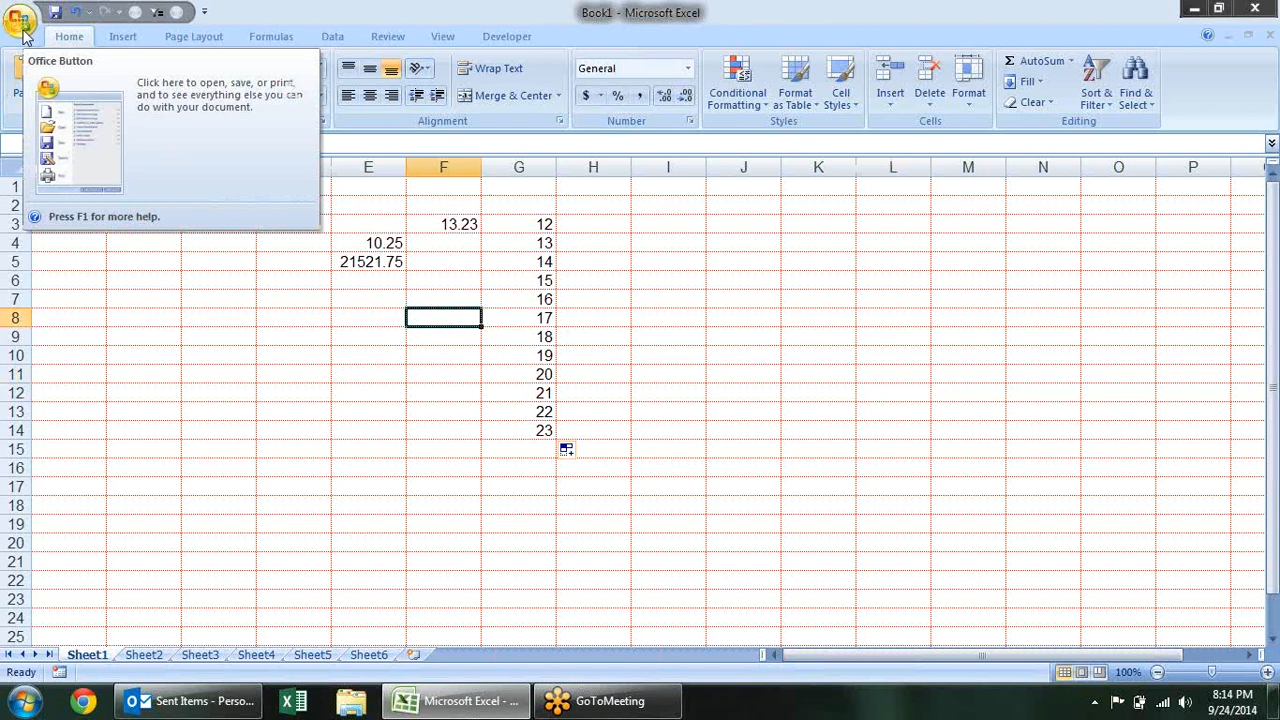 Book1 - Microsoft Excel
Home Insert Page Layout Formulas Data Review View Developer
Office Button
Click here to open, save, or print,
and to see everything else you can
do with your document.
Press F1 for more help.
Wrap Text
Merge & Center
Alignment
General
$ % ,
Number
Conditional
Formatting
Format
as Table
Cell
Styles
Styles
Insert Delete Format
Cells
Σ AutoSum
Fill
Clear
Sort &
Filter
Find &
Select
Editing
E F G H I J K L M N O P
1
2
3 13.23 12
4 10.25 13
5 21521.75 14
6 15
7 16
8 17
9 18
10 19
11 20
12 21
13 22
14 23
15
16
17
18
19
20
21
22
23
24
25
Sheet1 Sheet2 Sheet3 Sheet4 Sheet5 Sheet6
Ready 100%
Sent Items - Perso... Microsoft Excel - ... GoToMeeting
8:14 PM
9/24/2014